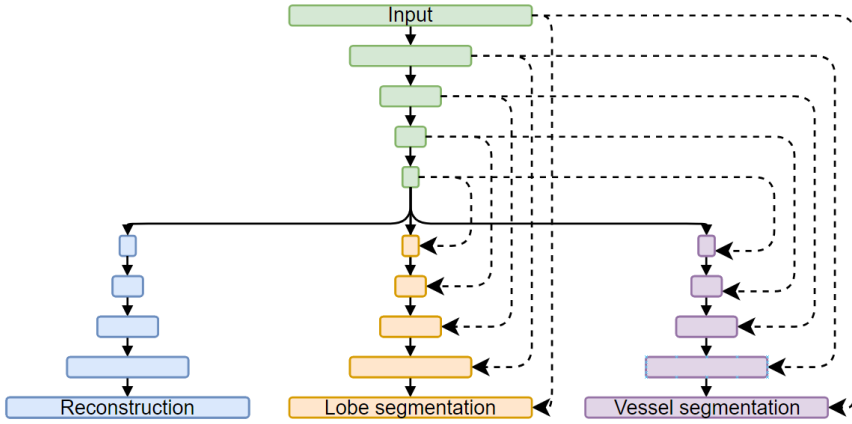 Input
Reconstruction
Lobe segmentation
Vessel segmentation